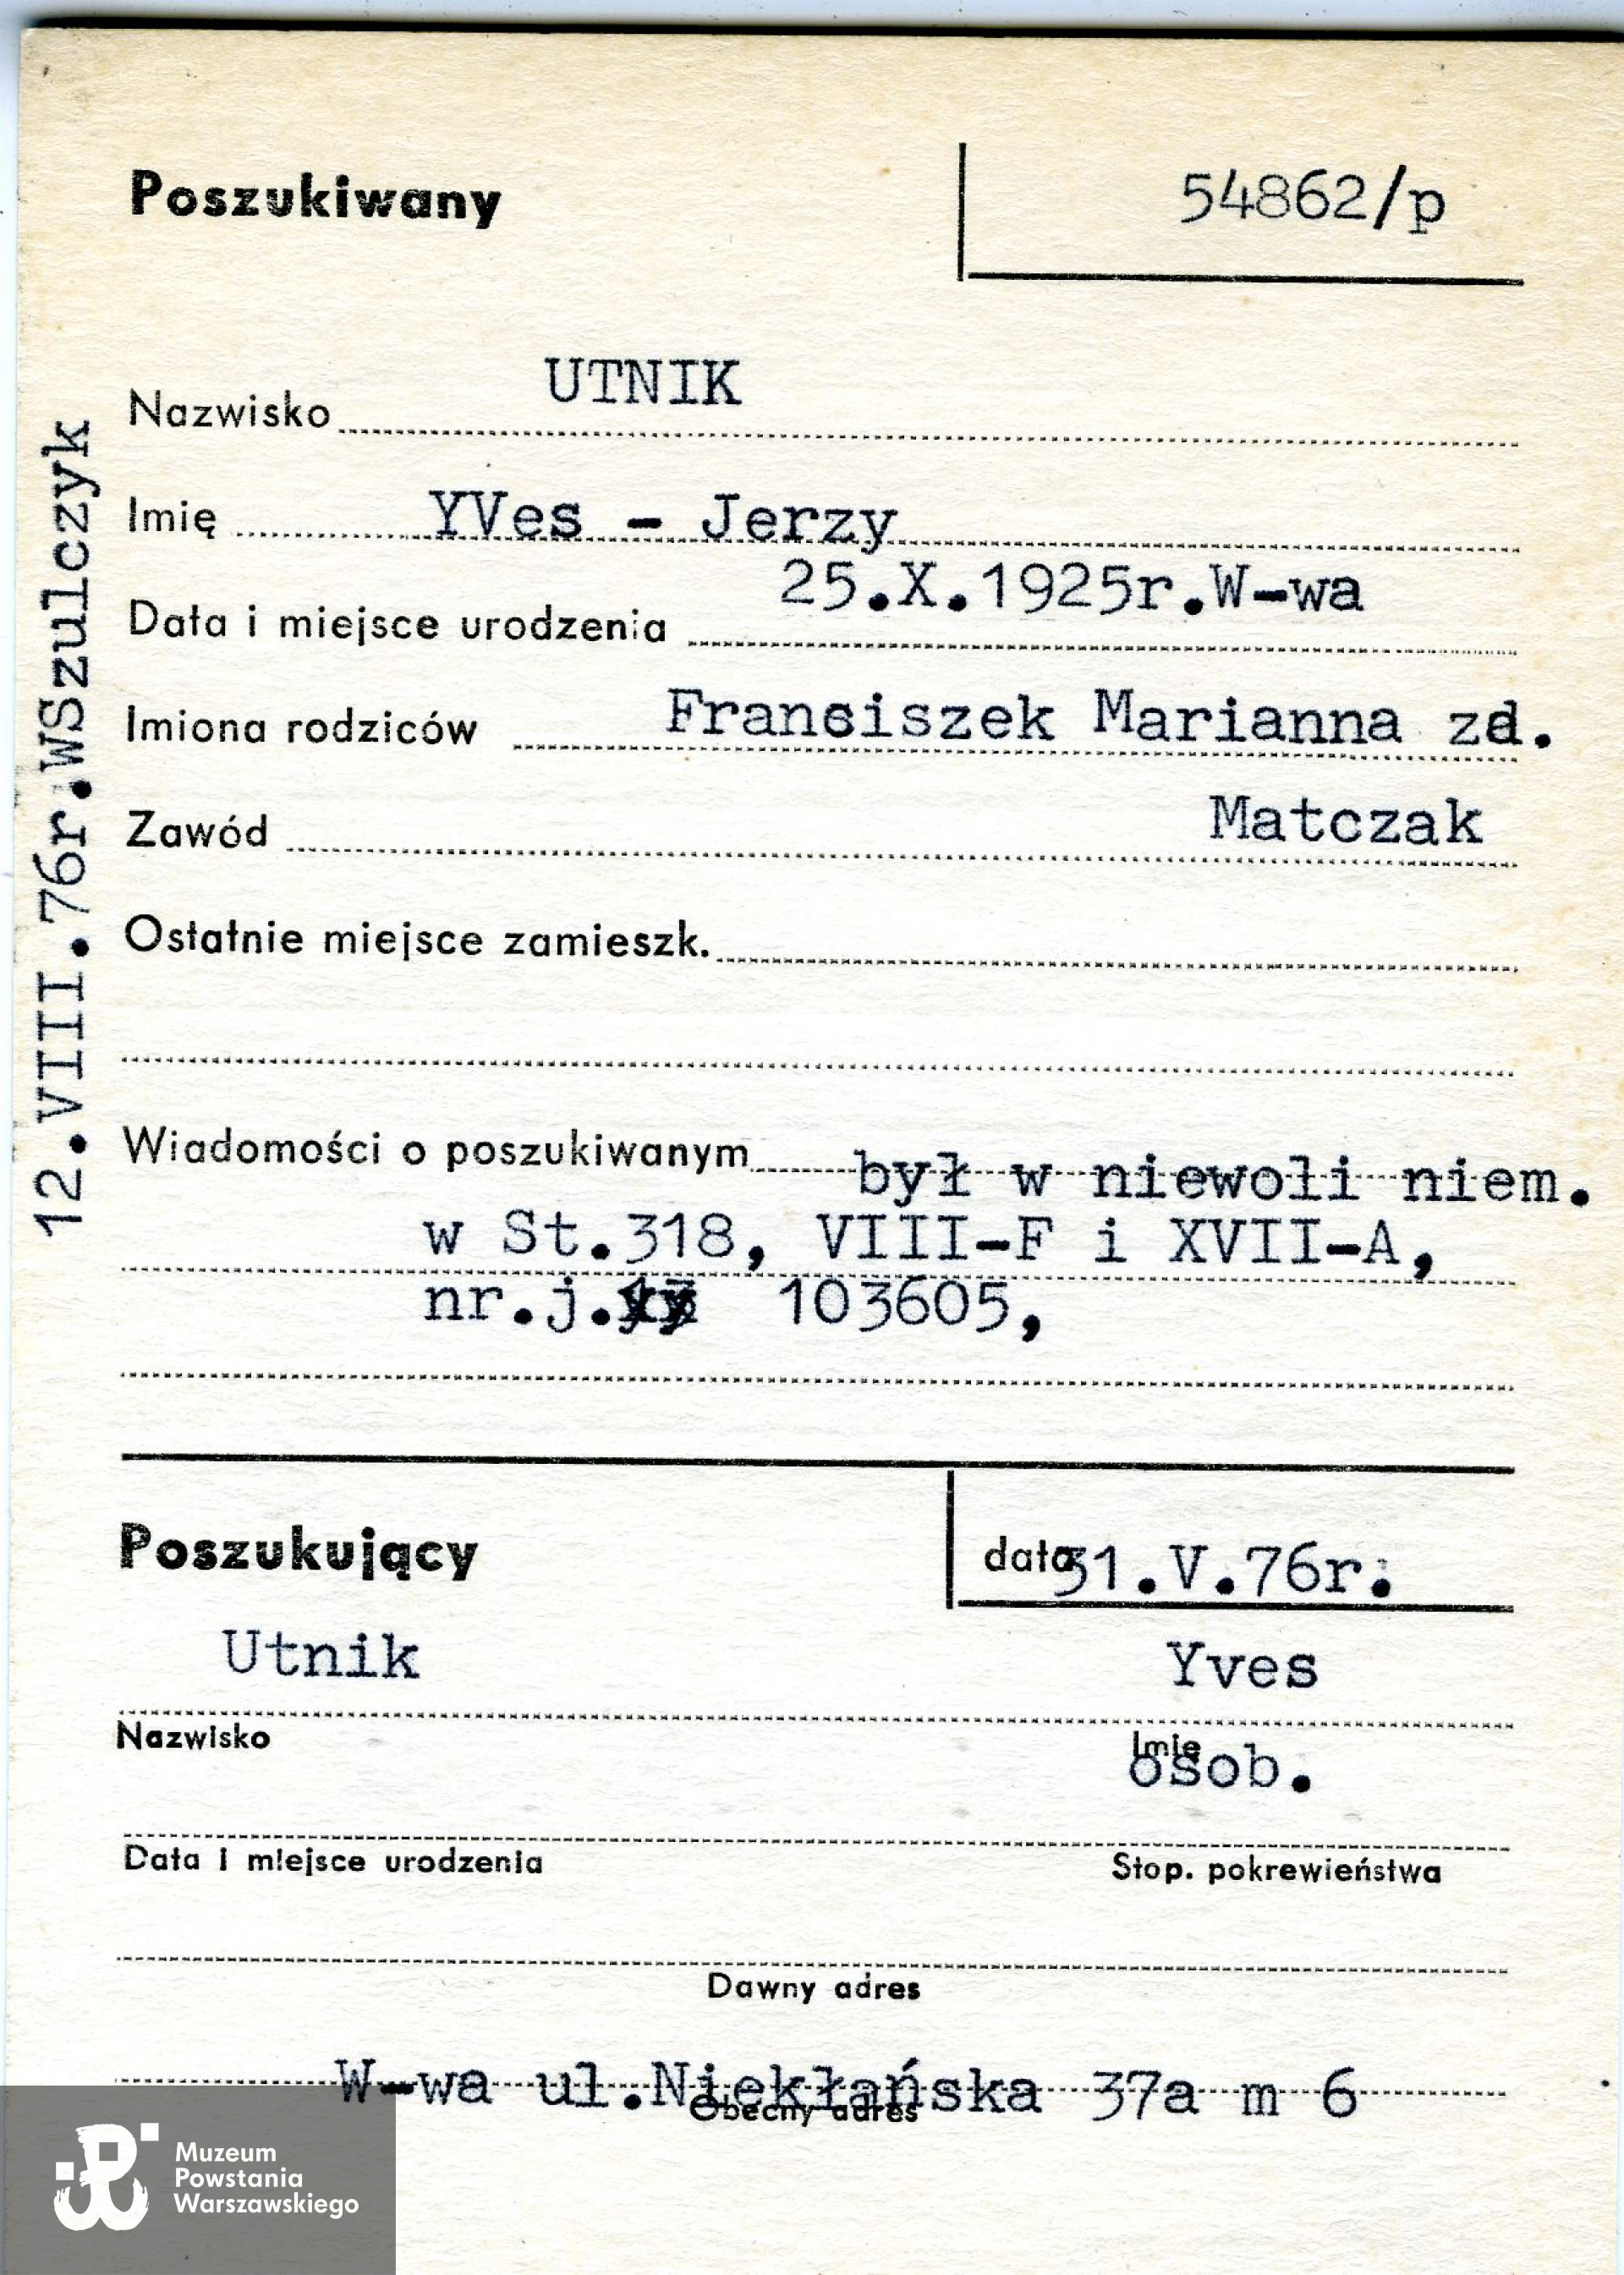 Poszukiwany
54862/p
Nazwisko UTNIK
Imię YVes - Jerzy
Data i miejsce urodzenia 25.X.1925r.W-wa
Imiona rodziców Franciszek Marianna zd.
Zawód Matczak
Ostatnie miejsce zamieszk.
Wiadomości o poszukiwanym był w niewoli niem.
w St.318, VIII-F i XVII-A,
nr.j. 103605,
12.VIII.76r.WSzulczyk
Poszukujący
data 31.V.76r.
Utnik Yves
Nazwisko Imię
osob.
Data i miejsce urodzenia Stop. pokrewieństwa
Dawny adres
W-wa ul.Niekłańska 37a m 6
Obecny adres
Muzeum
Powstania
Warszawskiego